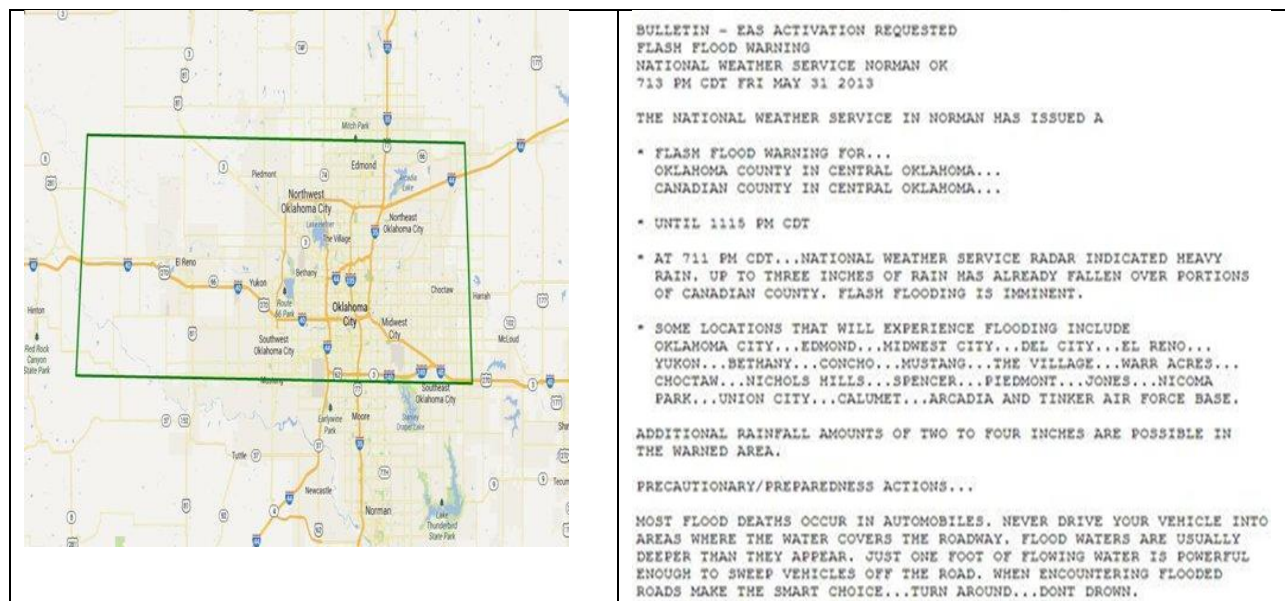 Mitch Park
Edmond
Piedmont
Arcadia
Lake
Northwest
Oklahoma City
Northeast
Oklahoma City
Lake Hefner
The Village
El Reno
Bethany
Yukon
Choctaw
Harrah
Route
66 Park
Oklahoma
City
Hinton
Midwest
City
McLoud
Red Rock
Canyon
State Park
Southwest
Oklahoma City
Mustang
Southeast
Oklahoma City
Earlywine
Park
Moore
Stanley
Draper Lake
Tuttle
Newcastle
Norman
Lake
Thunderbird
State Park
BULLETIN - EAS ACTIVATION REQUESTED
FLASH FLOOD WARNING
NATIONAL WEATHER SERVICE NORMAN OK
713 PM CDT FRI MAY 31 2013
THE NATIONAL WEATHER SERVICE IN NORMAN HAS ISSUED A
* FLASH FLOOD WARNING FOR...
OKLAHOMA COUNTY IN CENTRAL OKLAHOMA...
CANADIAN COUNTY IN CENTRAL OKLAHOMA...
* UNTIL 1115 PM CDT
* AT 711 PM CDT...NATIONAL WEATHER SERVICE RADAR INDICATED HEAVY
RAIN. UP TO THREE INCHES OF RAIN HAS ALREADY FALLEN OVER PORTIONS
OF CANADIAN COUNTY. FLASH FLOODING IS IMMINENT.
* SOME LOCATIONS THAT WILL EXPERIENCE FLOODING INCLUDE
OKLAHOMA CITY...EDMOND...MIDWEST CITY...DEL CITY...EL RENO...
YUKON...BETHANY...CONCHO...MUSTANG...THE VILLAGE...WARR ACRES...
CHOCTAW...NICHOLS HILLS...SPENCER...PIEDMONT...JONES...NICOMA
PARK...UNION CITY...CALUMET...ARCADIA AND TINKER AIR FORCE BASE.
ADDITIONAL RAINFALL AMOUNTS OF TWO TO FOUR INCHES ARE POSSIBLE IN
THE WARNED AREA.
PRECAUTIONARY/PREPAREDNESS ACTIONS...
MOST FLOOD DEATHS OCCUR IN AUTOMOBILES. NEVER DRIVE YOUR VEHICLE INTO
AREAS WHERE THE WATER COVERS THE ROADWAY. FLOOD WATERS ARE USUALLY
DEEPER THAN THEY APPEAR. JUST ONE FOOT OF FLOWING WATER IS POWERFUL
ENOUGH TO SWEEP VEHICLES OFF THE ROAD. WHEN ENCOUNTERING FLOODED
ROADS MAKE THE SMART CHOICE...TURN AROUND...DONT DROWN.